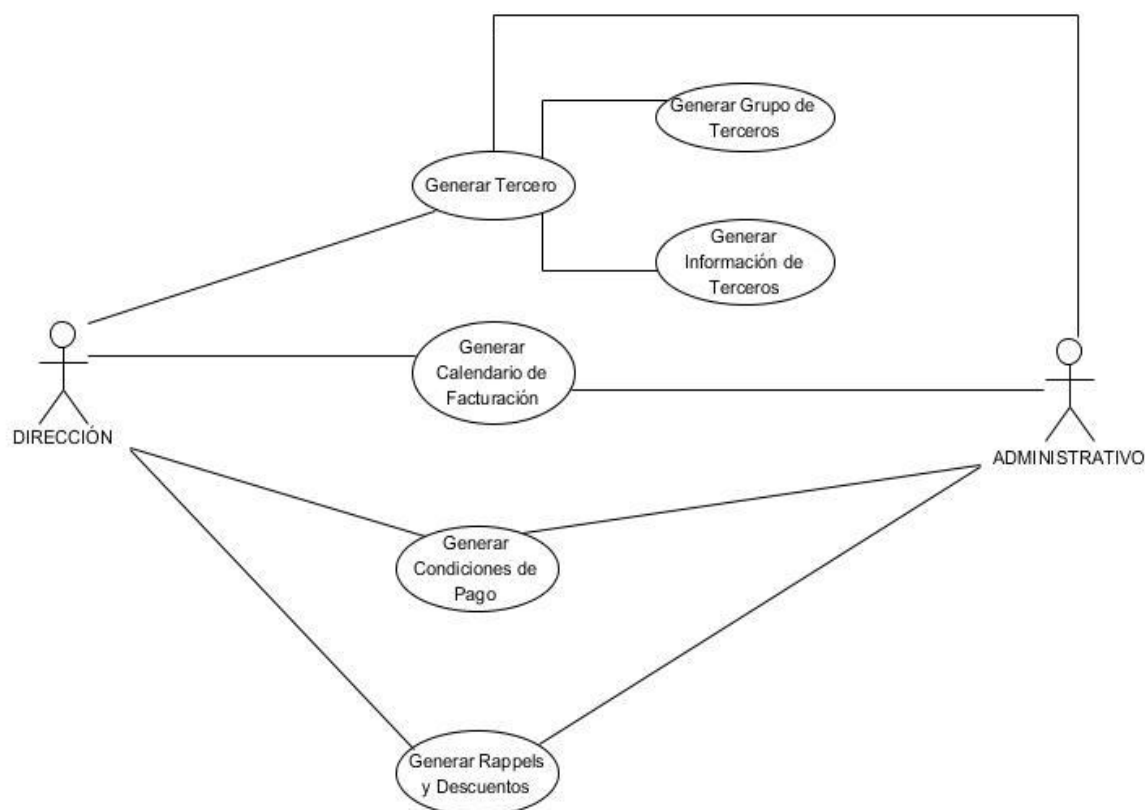 Generar Grupo de
Terceros
Generar Tercero
Generar
Información de
Terceros
Generar
Calendario de
Facturación
DIRECCIÓN
ADMINISTRATIVO
Generar
Condiciones de
Pago
Generar Rappels
y Descuentos